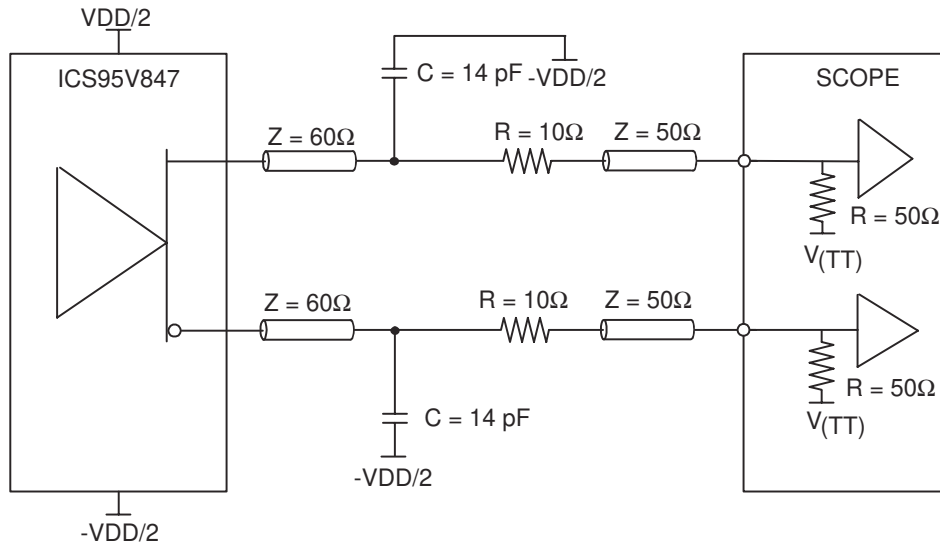 VDD/2
ICS95V847
C = 14 pF
-VDD/2
SCOPE
Z = 60Ω
R = 10Ω
Z = 50Ω
R = 50Ω
V(TT)
Z = 60Ω
R = 10Ω
Z = 50Ω
R = 50Ω
V(TT)
C = 14 pF
-VDD/2
-VDD/2